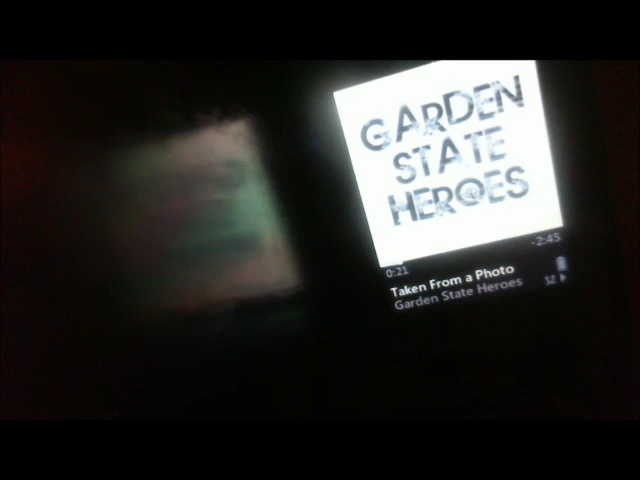 GARDEN
STATE
HEROES
0:21 -2:45
Taken From a Photo
Garden State Heroes